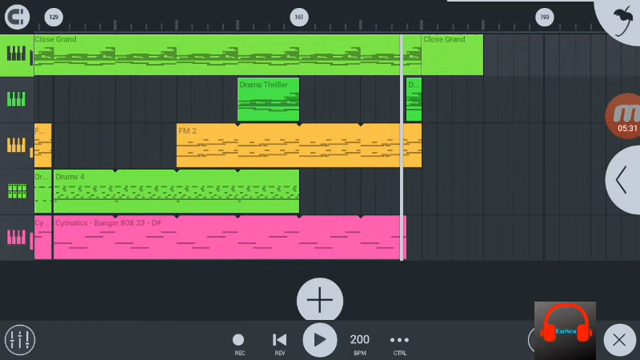 129
161
193
Close Grand
Close Grand
Drama Thriller
D...
05:31
F...
FM 2
Dr...
Drums 4
Cy...
Cymatics - Bangin 808 23 - D#
REC
REV
200
BPM
CTRL